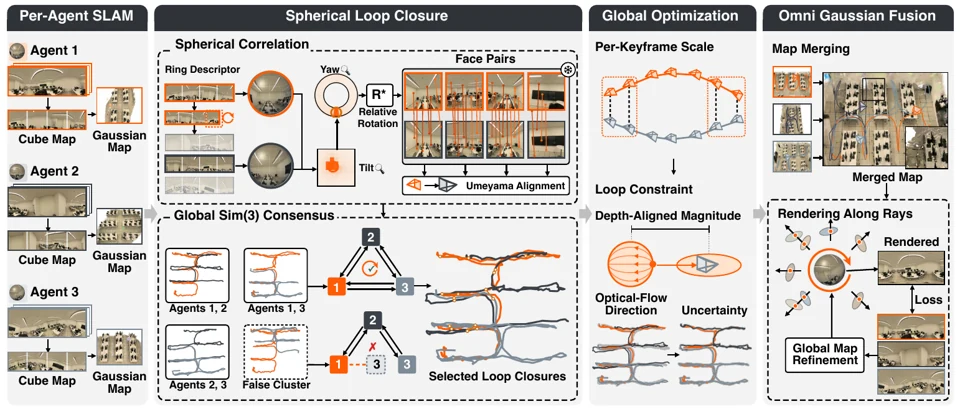 Per-Agent SLAM
Agent 1
Cube Map
Gaussian
Map
Agent 2
Cube Map
Gaussian
Map
Agent 3
Cube Map
Gaussian
Map
Spherical Loop Closure
Spherical Correlation
Ring Descriptor
Yaw
Tilt
R*
Relative
Rotation
Face Pairs
Umeyama Alignment
Global Sim(3) Consensus
Agents 1, 2
Agents 1, 3
Agents 2, 3
False Cluster
2
1
3
2
1
3
3
Selected Loop Closures
Global Optimization
Per-Keyframe Scale
Loop Constraint
Depth-Aligned Magnitude
Optical-Flow
Direction
Uncertainty
Omni Gaussian Fusion
Map Merging
Merged Map
Rendering Along Rays
Rendered
Loss
Global Map
Refinement